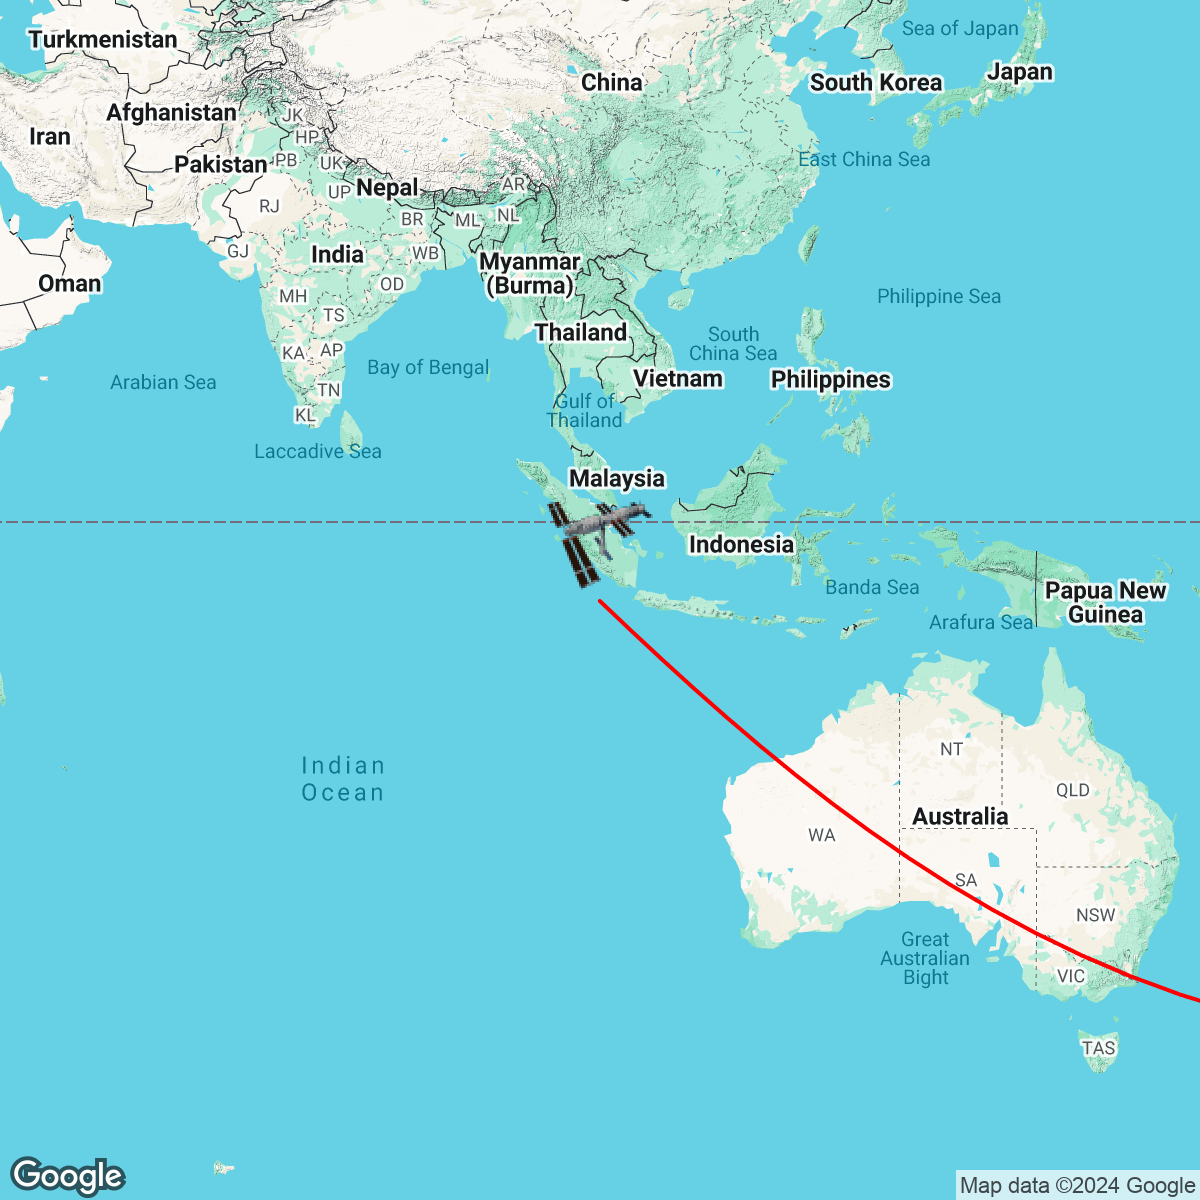 Sea of Japan
Turkmenistan
Japan
China
South Korea
Afghanistan
JK
Iran
HP
East China Sea
Pakistan
PB
UK
AR
UP
Nepal
RJ
BR
ML
NL
GJ
India
WB
Myanmar
(Burma)
Oman
OD
MH
Philippine Sea
TS
Thailand
South
China Sea
KA
AP
Bay of Bengal
Arabian Sea
Vietnam
Philippines
TN
Gulf of
Thailand
KL
Laccadive Sea
Malaysia
Indonesia
Banda Sea
Papua New
Guinea
Arafura Sea
NT
Indian
Ocean
QLD
Australia
WA
SA
NSW
Great
Australian
Bight
VIC
TAS
Google
Map data ©2024 Google